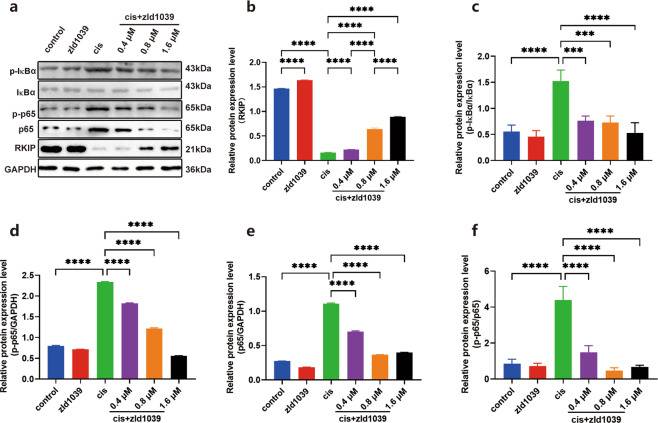 a
cis+zld1039
control
zld1039
cis
0.4 μM
0.8 μM
1.6 μM
p-IκBα
43kDa
IκBα
43kDa
p-p65
65kDa
p65
65kDa
RKIP
21kDa
GAPDH
36kDa
b
Relative protein expression level
(RKIP)
2.0
1.5
1.0
0.5
0.0
****
****
****
****
****
****
****
control
zld1039
cis
0.4 μM
0.8 μM
1.6 μM
cis+zld1039
c
Relative protein expression level
(p-IκBα/IκBα)
2.0
1.5
1.0
0.5
0.0
****
***
****
***
control
zld1039
cis
0.4 μM
0.8 μM
1.6 μM
cis+zld1039
d
Relative protein expression level
(p-p65/GAPDH)
2.5
2.0
1.5
1.0
0.5
0.0
****
****
****
****
control
zld1039
cis
0.4 μM
0.8 μM
1.6 μM
cis+zld1039
e
Relative protein expression level
(p65/GAPDH)
1.5
1.0
0.5
0.0
****
****
****
****
control
zld1039
cis
0.4 μM
0.8 μM
1.6 μM
cis+zld1039
f
Relative protein expression level
-p65/p65)
6
4
2
0
****
****
****
****
control
zld1039
cis
0.4 μM
0.8 μM
1.6 μM
cis+zld1039